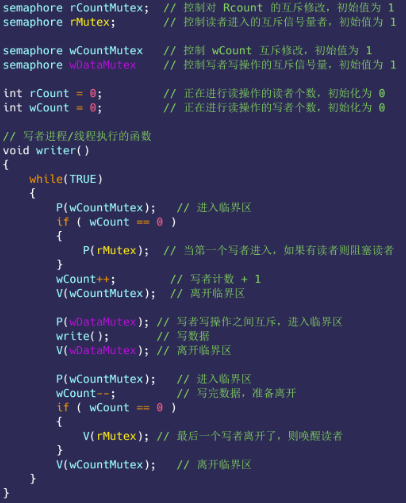 semaphore rCountMutex;  // 控制对 Rcount 的互斥修改，初始值为 1
semaphore rMutex;       // 控制读者进入的互斥信号量者，初始值为 1
semaphore wCountMutex   // 控制 wCount 互斥修改，初始值为 1
semaphore wDataMutex    // 控制写者写操作的互斥信号量，初始值为 1
int rCount = 0;         // 正在进行读操作的读者个数，初始化为 0
int wCount = 0;         // 正在进行读操作的写者个数，初始化为 0
// 写者进程/线程执行的函数
void writer()
{
    while(TRUE)
    {
        P(wCountMutex);   // 进入临界区
        if ( wCount == 0 )
        {
            P(rMutex);  // 当第一个写者进入，如果有读者则阻塞读者
        }
        wCount++;        // 写者计数 + 1
        V(wCountMutex);  // 离开临界区
        P(wDataMutex); // 写者写操作之间互斥，进入临界区
        write();       // 写数据
        V(wDataMutex); // 离开临界区
        P(wCountMutex);   // 进入临界区
        wCount--;         // 写完数据，准备离开
        if ( wCount == 0 )
        {
            V(rMutex); // 最后一个写者离开了，则唤醒读者
        }
        V(wCountMutex);   // 离开临界区
    }
}